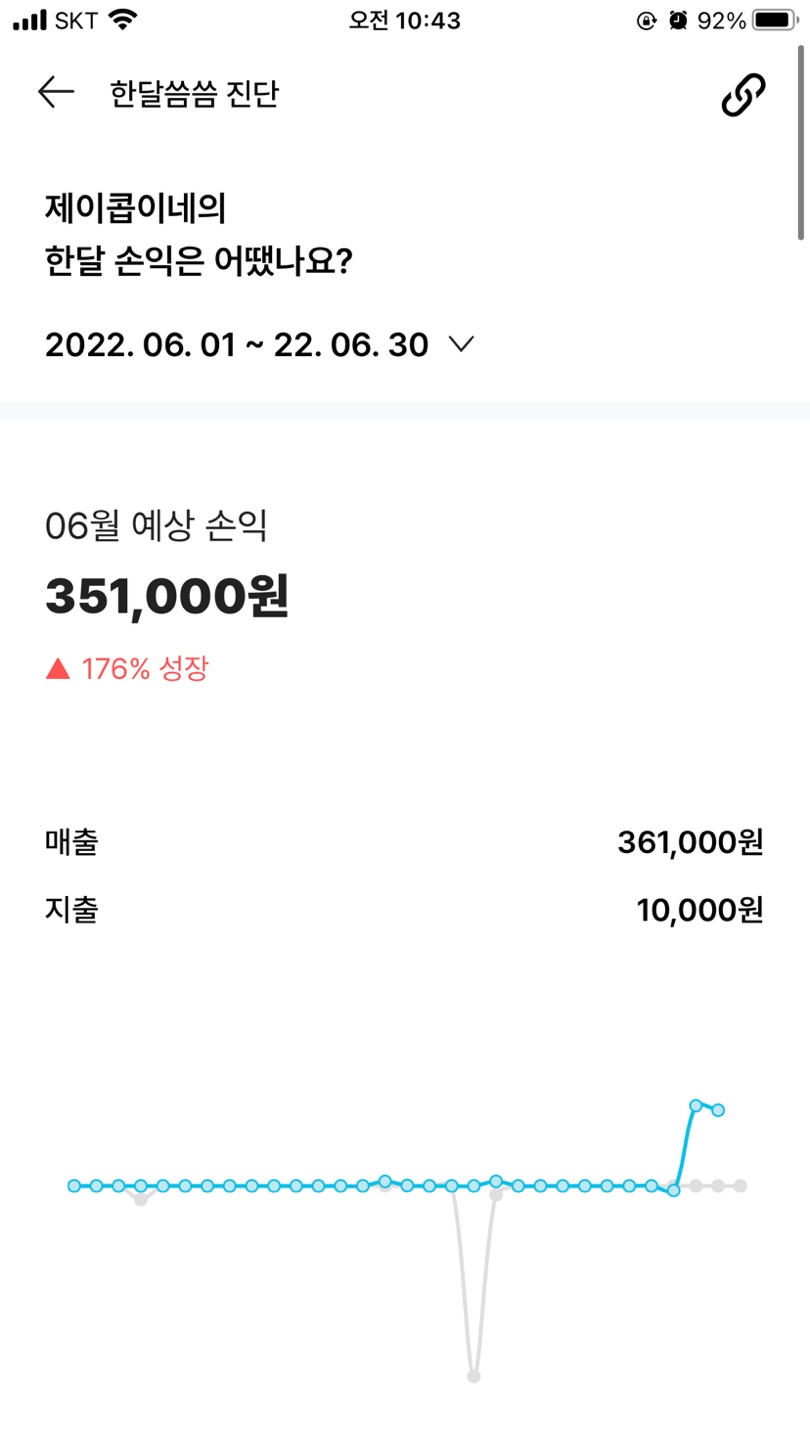 SKT 오전 10:43 92%
한달씀씀 진단
제이콥이네의
한달 손익은 어땠나요?
2022. 06. 01 ~ 22. 06. 30
06월 예상 손익
351,000원
▲ 176% 성장
매출 361,000원
지출 10,000원